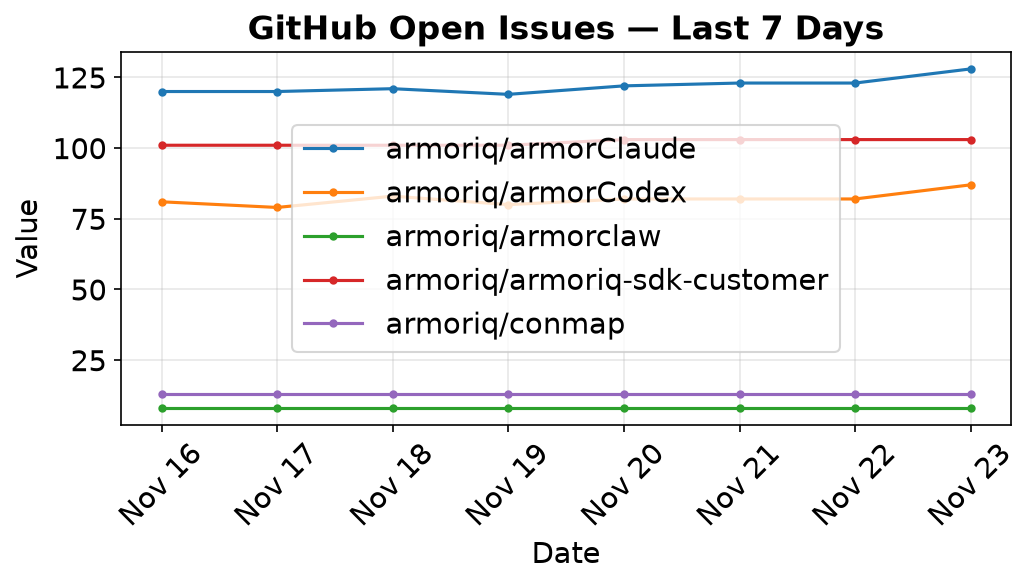 GitHub Open Issues — Last 7 Days
Value
125
100
75
50
25
armoriq/armorClaude
armoriq/armorCodex
armoriq/armorclaw
armoriq/armoriq-sdk-customer
armoriq/conmap
Nov 16
Nov 17
Nov 18
Nov 19
Nov 20
Nov 21
Nov 22
Nov 23
Date